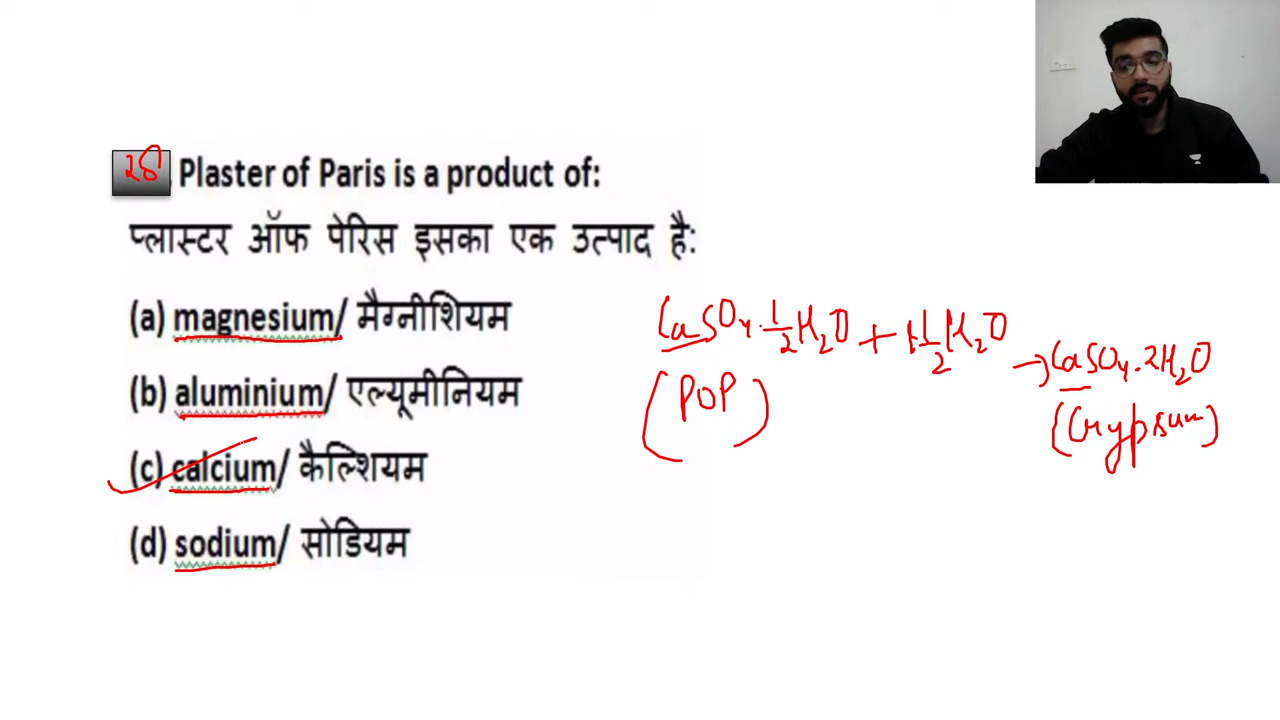 28 Plaster of Paris is a product of:
प्लास्टर ऑफ पेरिस इसका एक उत्पाद है:
(a) magnesium/ मैग्नीशियम
(b) aluminium/ एल्यूमीनियम
(c) calcium/ कैल्शियम
(d) sodium/ सोडियम
CaSO₄·½H₂O + 1½H₂O → CaSO₄·2H₂O
(POP) (Gypsum)